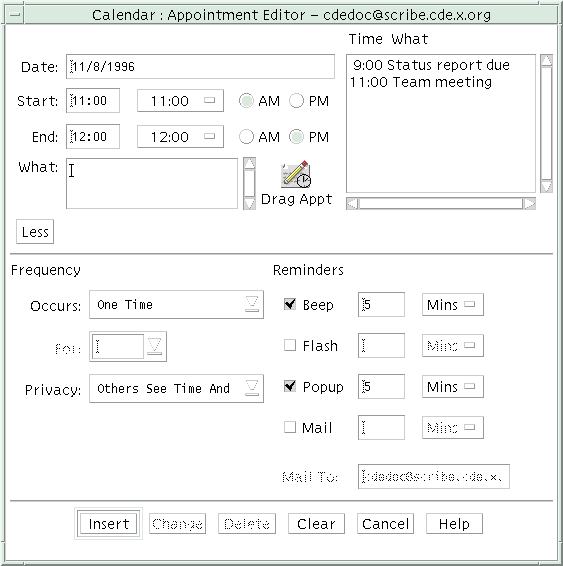 Calendar : Appointment Editor – cdedoc@scribe.cde.x.org
Time What
Date: 11/8/1996
9:00 Status report due
11:00 Team meeting
Start: 11:00 11:00 AM PM
End: 12:00 12:00 AM PM
What:
Drag Appt
Less
Frequency
Reminders
Occurs: One Time
Beep 5 Mins
For:
Flash Mins
Privacy: Others See Time And
Popup 5 Mins
Mail Mins
Mail To: cdedoc@scribe.cde.x.
Insert Change Delete Clear Cancel Help